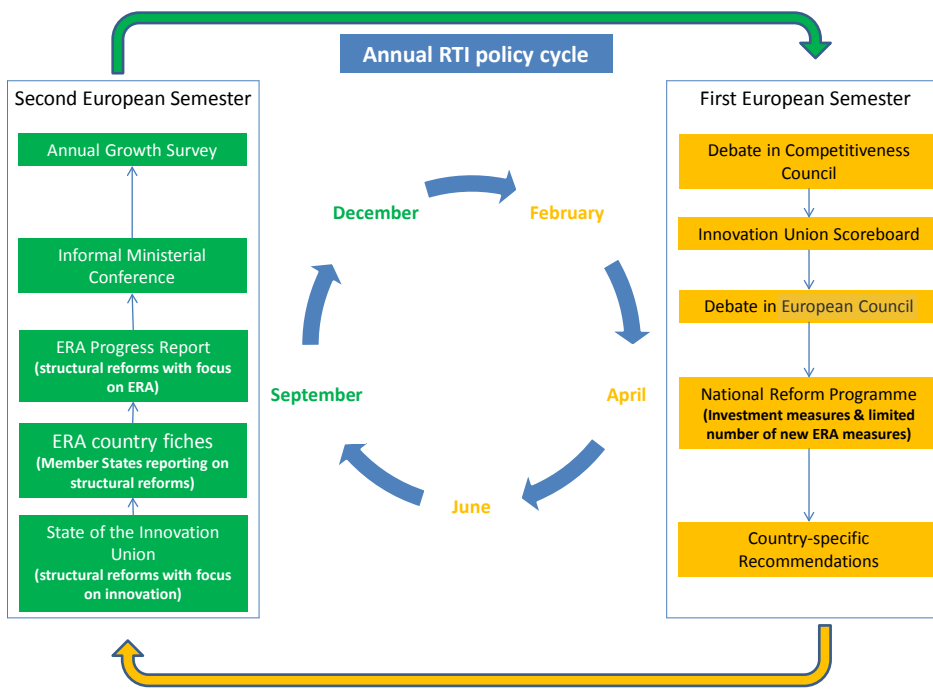 Annual RTI policy cycle
Second European Semester
Annual Growth Survey
Informal Ministerial
Conference
ERA Progress Report
(structural reforms with focus
on ERA)
ERA country fiches
(Member States reporting on
structural reforms)
State of the Innovation
Union
(structural reforms with focus
on innovation)
December
February
September
April
June
First European Semester
Debate in Competitiveness
Council
Innovation Union Scoreboard
Debate in European Council
National Reform Programme
(Investment measures & limited
number of new ERA measures)
Country-specific
Recommendations